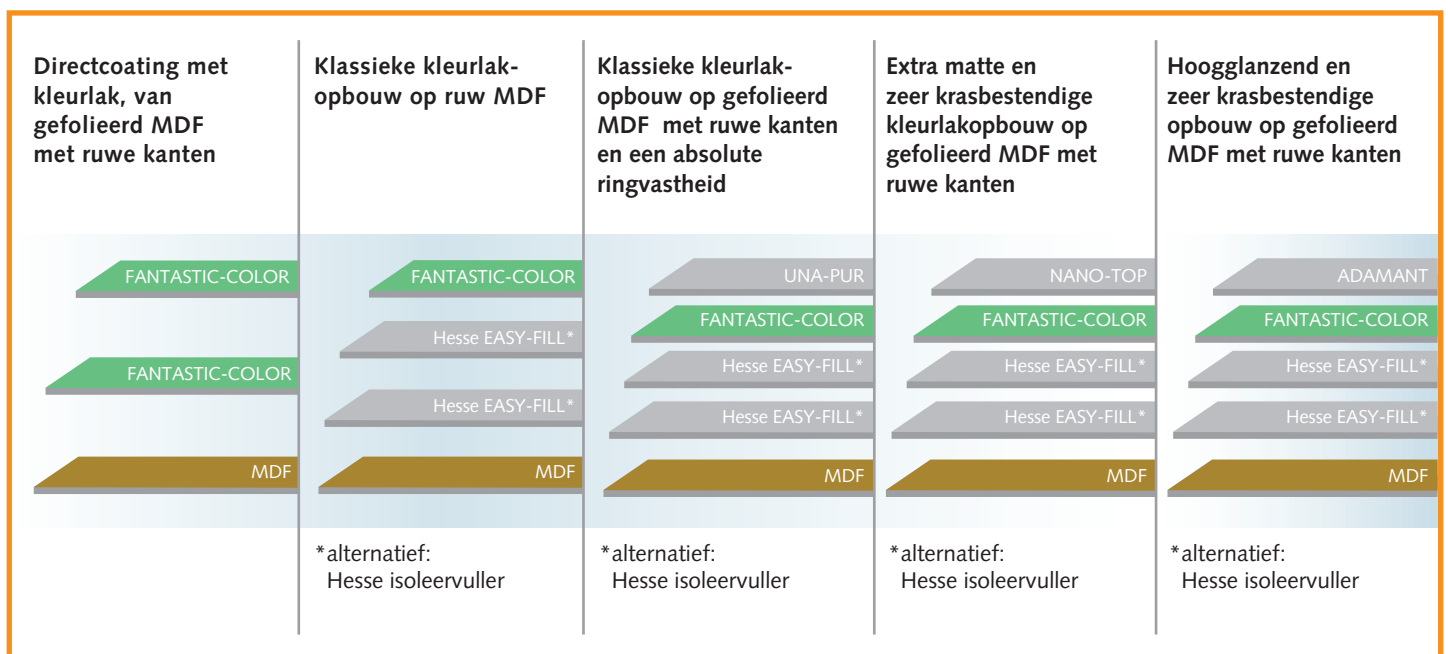 Directcoating met
kleurlak, van
gefolieerd MDF
met ruwe kanten
FANTASTIC-COLOR
FANTASTIC-COLOR
MDF
Klassieke kleurlak-
opbouw op ruw MDF
FANTASTIC-COLOR
Hesse EASY-FILL*
Hesse EASY-FILL*
MDF
*alternatief:
Hesse isoleervuller
Klassieke kleurlak-
opbouw op gefolieerd
MDF met ruwe kanten
en een absolute
ringvastheid
UNA-PUR
FANTASTIC-COLOR
Hesse EASY-FILL*
Hesse EASY-FILL*
MDF
*alternatief:
Hesse isoleervuller
Extra matte en
zeer krasbestendige
kleurlakopbouw op
gefolieerd MDF met
ruwe kanten
NANO-TOP
FANTASTIC-COLOR
Hesse EASY-FILL*
Hesse EASY-FILL*
MDF
*alternatief:
Hesse isoleervuller
Hoogglanzend en
zeer krasbestendige
opbouw op gefolieerd
MDF met ruwe kanten
ADAMANT
FANTASTIC-COLOR
Hesse EASY-FILL*
Hesse EASY-FILL*
MDF
*alternatief:
Hesse isoleervuller